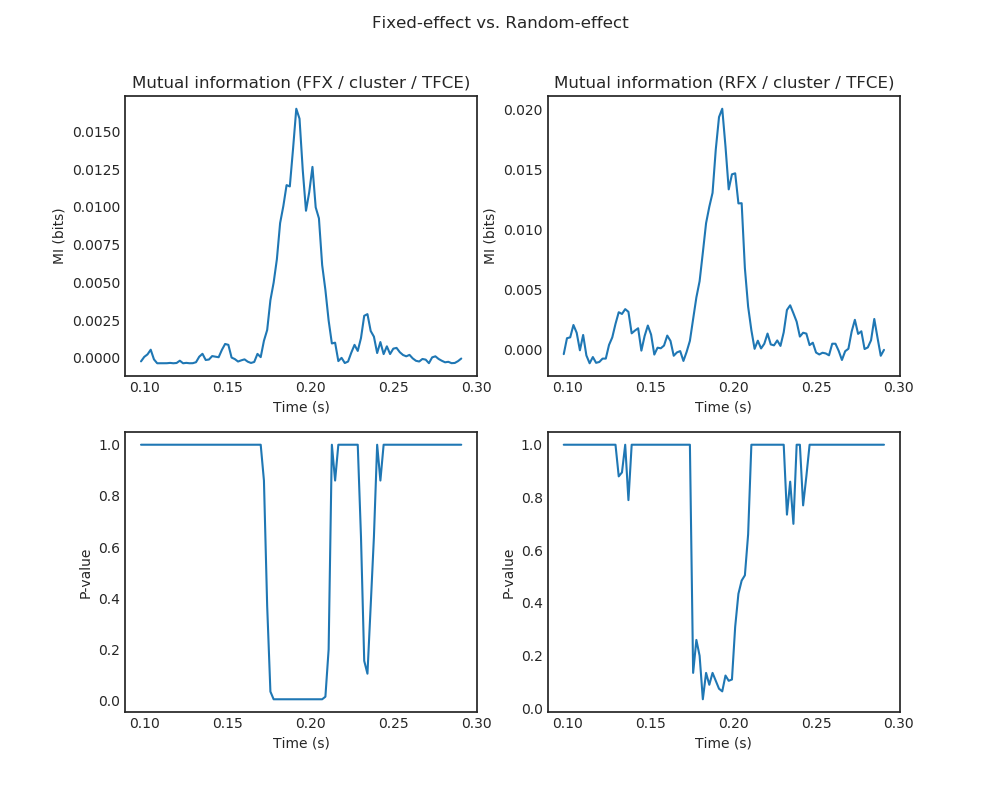 Fixed-effect vs. Random-effect
Mutual information (FFX / cluster / TFCE)
MI (bits)
0.0150
0.0125
0.0100
0.0075
0.0050
0.0025
0.0000
0.10 0.15 0.20 0.25 0.30
Time (s)
Mutual information (RFX / cluster / TFCE)
MI (bits)
0.020
0.015
0.010
0.005
0.000
0.10 0.15 0.20 0.25 0.30
Time (s)
P-value
1.0
0.8
0.6
0.4
0.2
0.0
0.10 0.15 0.20 0.25 0.30
Time (s)
P-value
1.0
0.8
0.6
0.4
0.2
0.0
0.10 0.15 0.20 0.25 0.30
Time (s)